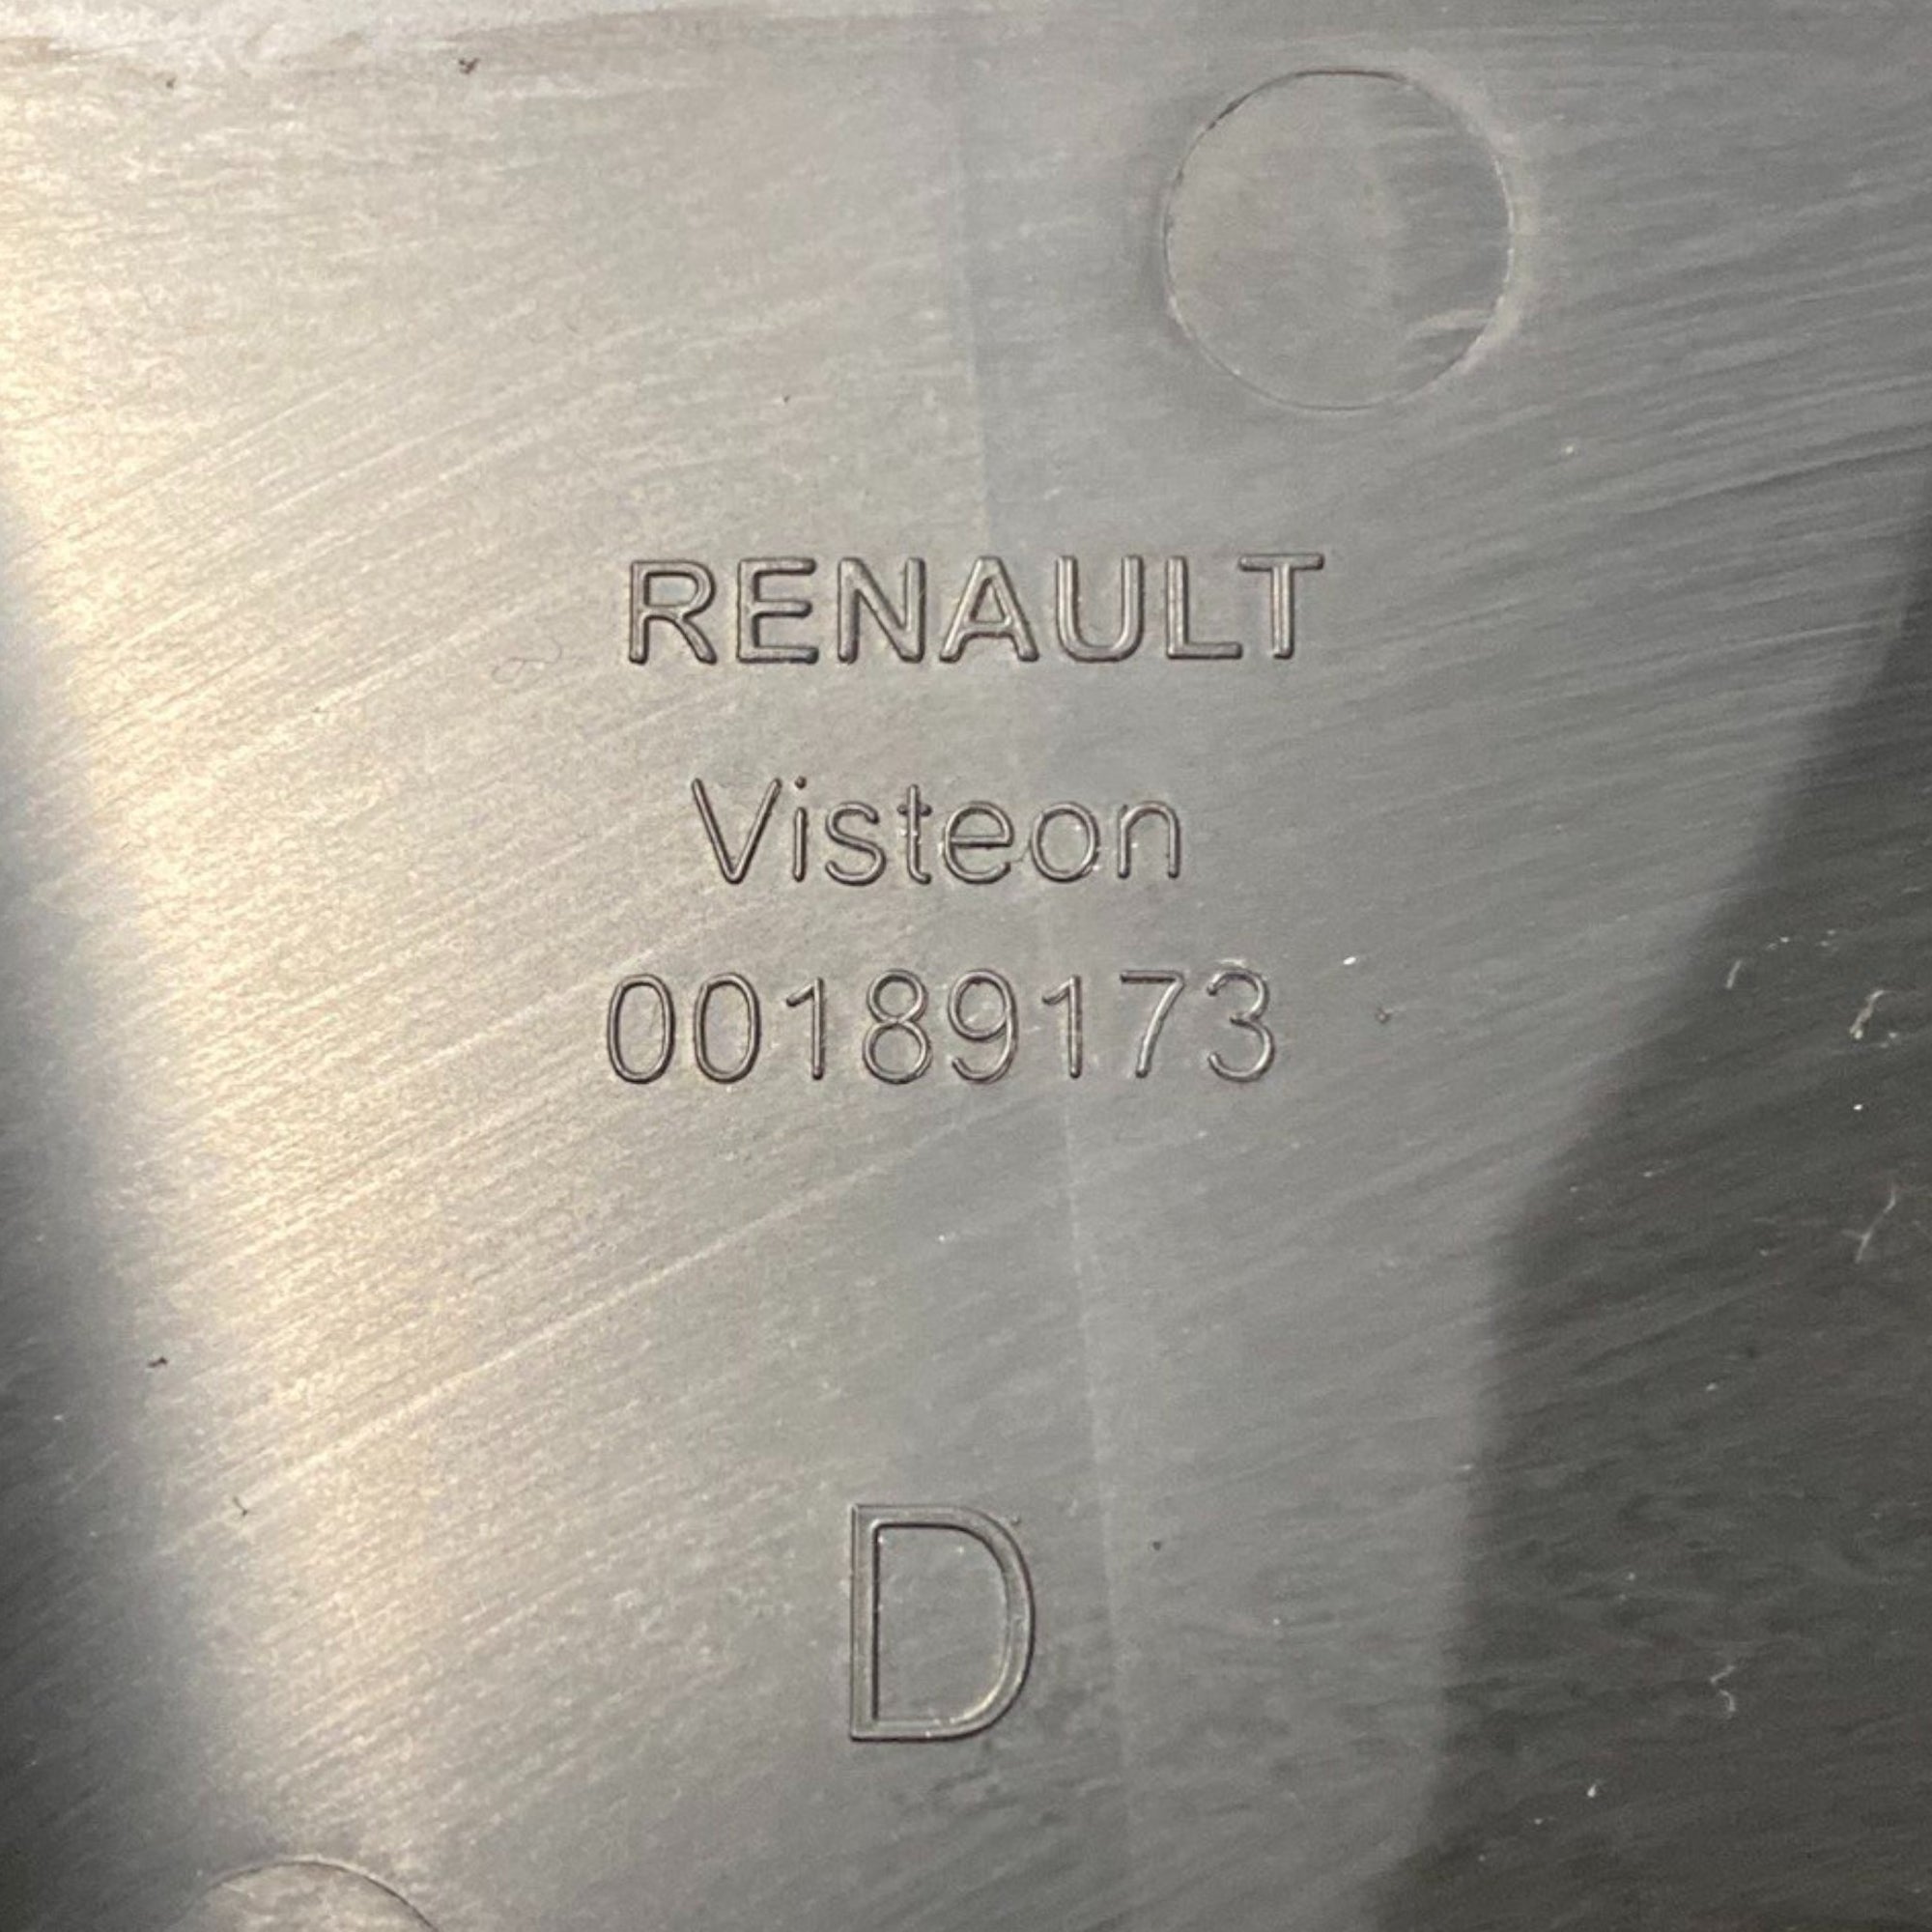 RENAULT
Visteon
00189173
D